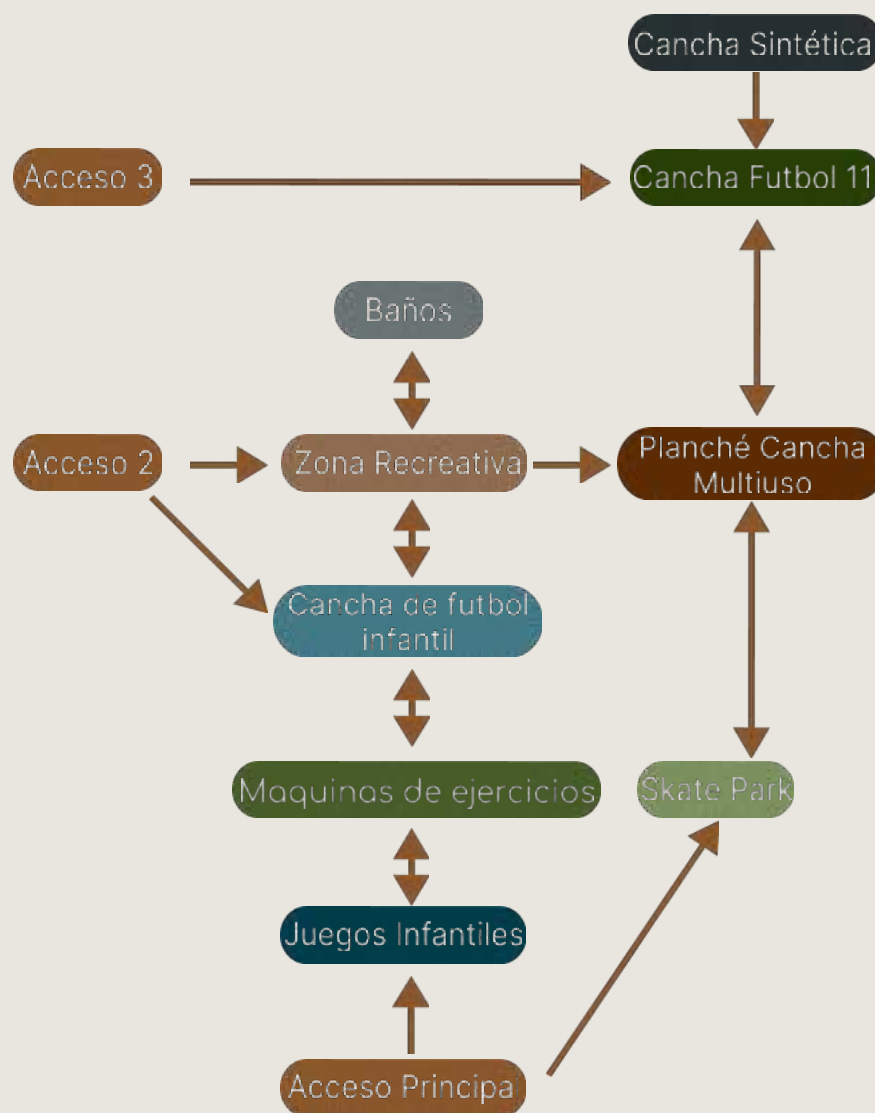 Cancha Sintética
Acceso 3
Cancha Futbol 11
Baños
Acceso 2
Zona Recreativa
Planché Cancha
Multiuso
Cancha de futbol
infantil
Maquinas de ejercicios
Skate Park
Juegos Infantiles
Acceso Principa